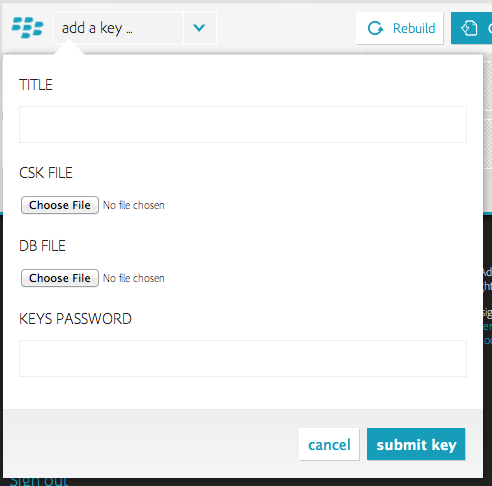 add a key ...
Rebuild
TITLE
CSK FILE
Choose File No file chosen
DB FILE
Choose File No file chosen
KEYS PASSWORD
cancel
submit key
Sign out